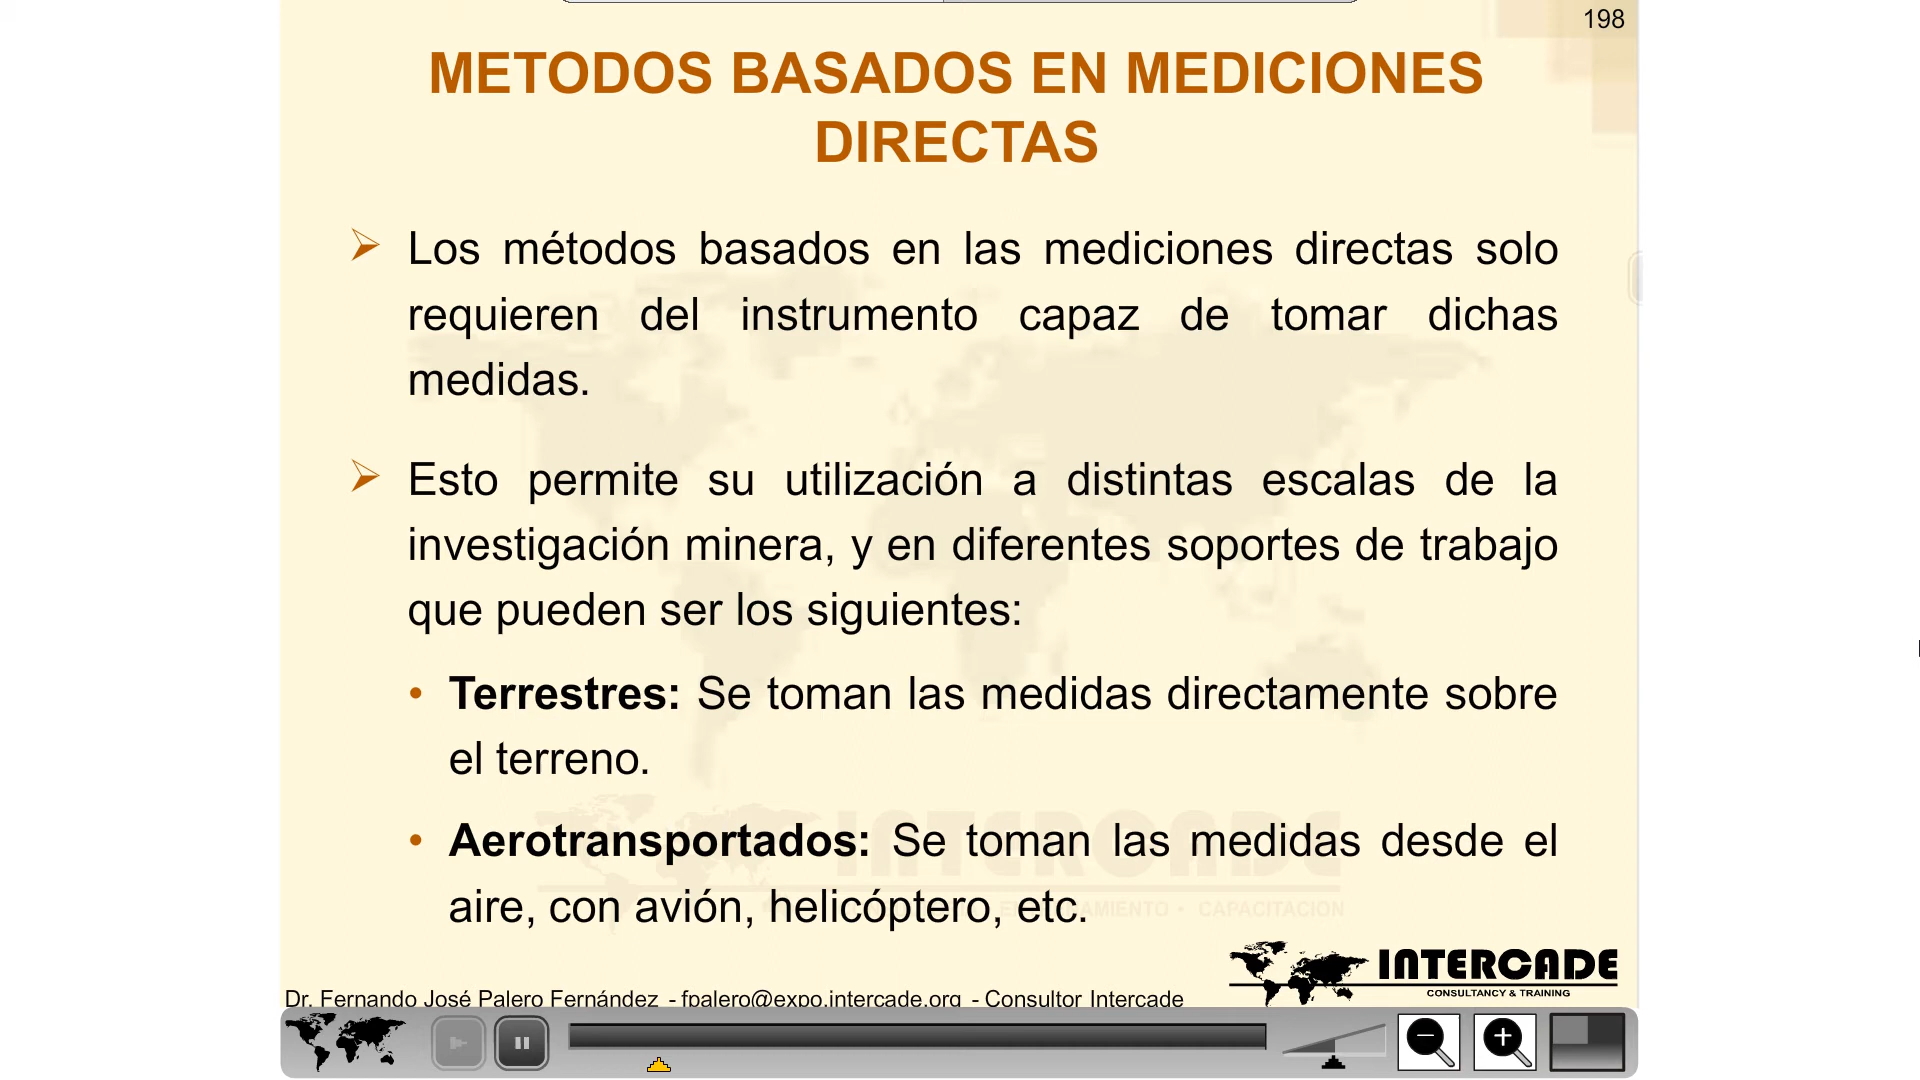 198
METODOS BASADOS EN MEDICIONES
DIRECTAS
Los métodos basados en las mediciones directas solo
requieren del instrumento capaz de tomar dichas
medidas.
Esto permite su utilización a distintas escalas de la
investigación minera, y en diferentes soportes de trabajo
que pueden ser los siguientes:
• Terrestres: Se toman las medidas directamente sobre
el terreno.
• Aerotransportados: Se toman las medidas desde el
aire, con avión, helicóptero, etc.
INTERCADE
CAPACITACION
INTERCADE
CONSULTANCY & TRAINING
Dr. Fernando José Palero Fernández - fpalero@expo.intercade.org - Consultor Intercade